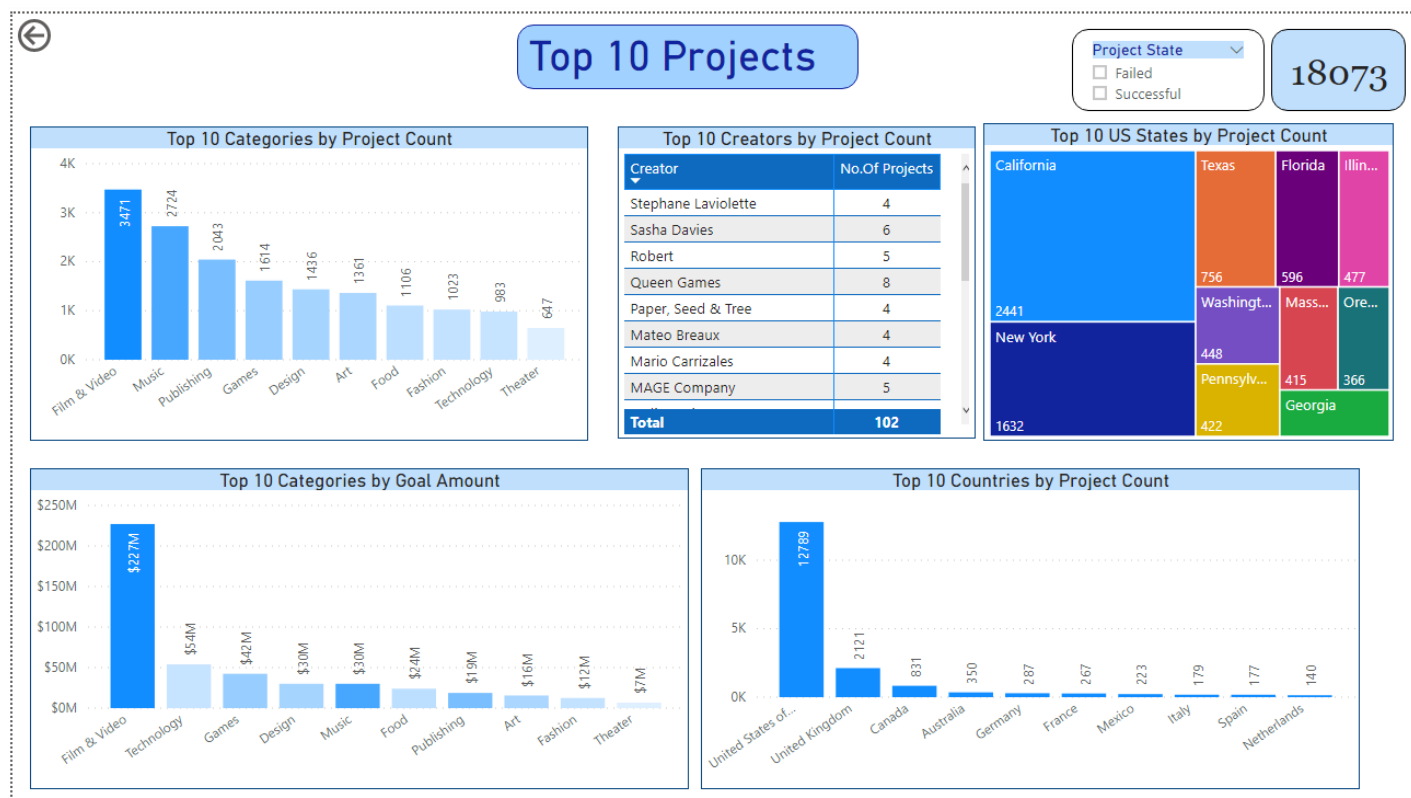 Top 10 Projects
Project State
Failed
Successful
18073
Top 10 Categories by Project Count
4K
3K
2K
1K
0K
3471
2724
2043
1614
1436
1361
1106
1023
983
647
Film & Video
Music
Publishing
Games
Design
Art
Food
Fashion
Technology
Theater
Top 10 Creators by Project Count
Creator No.Of Projects
Stephane Laviolette 4
Sasha Davies 6
Robert 5
Queen Games 8
Paper, Seed & Tree 4
Mateo Breaux 4
Mario Carrizales 4
MAGE Company 5
Total 102
Top 10 US States by Project Count
California
2441
New York
1632
Texas
756
Florida
596
Illin...
477
Washingt...
448
Mass...
415
Ore...
366
Pennsylv...
422
Georgia
Top 10 Categories by Goal Amount
$250M
$200M
$150M
$100M
$50M
$0M
$227M
$54M
$42M
$30M
$30M
$24M
$19M
$16M
$12M
$7M
Film & Video
Technology
Games
Design
Music
Food
Publishing
Art
Fashion
Theater
Top 10 Countries by Project Count
10K
5K
0K
12789
2121
831
350
287
267
223
179
177
140
United States of...
United Kingdom
Canada
Australia
Germany
France
Mexico
Italy
Spain
Netherlands